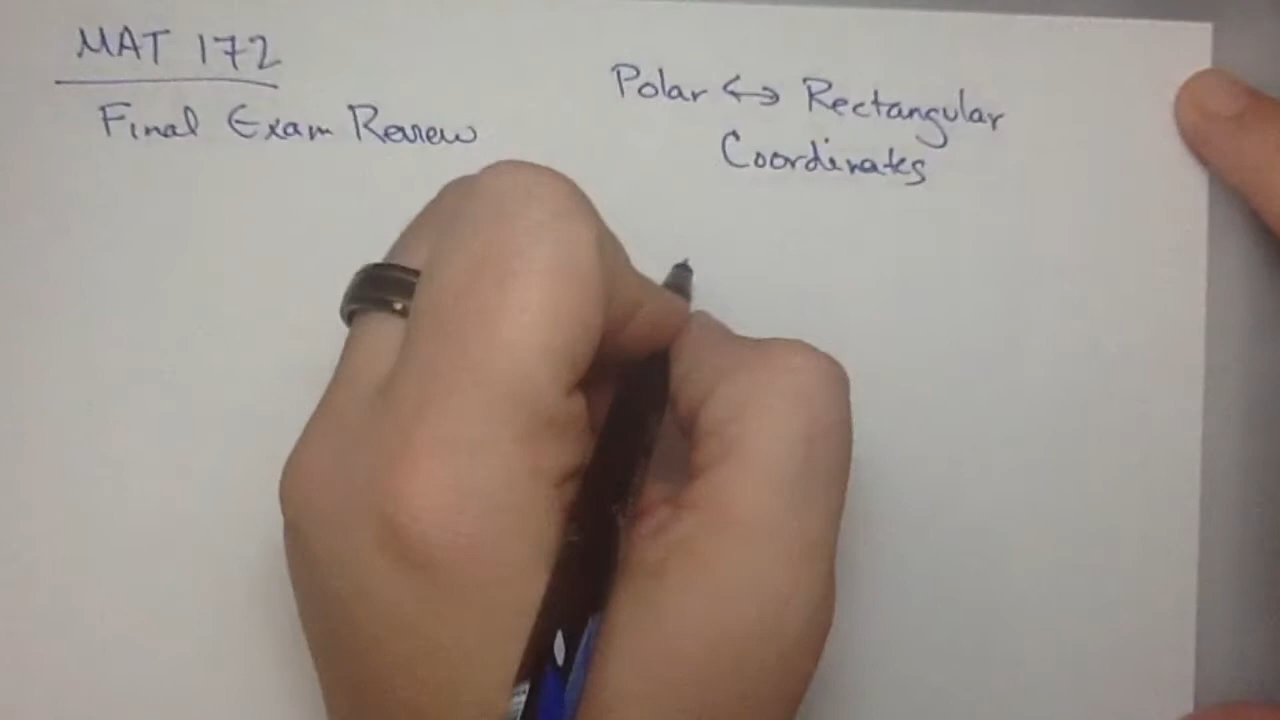 MAT 172
Final Exam Review
Polar ↔ Rectangular
Coordinates